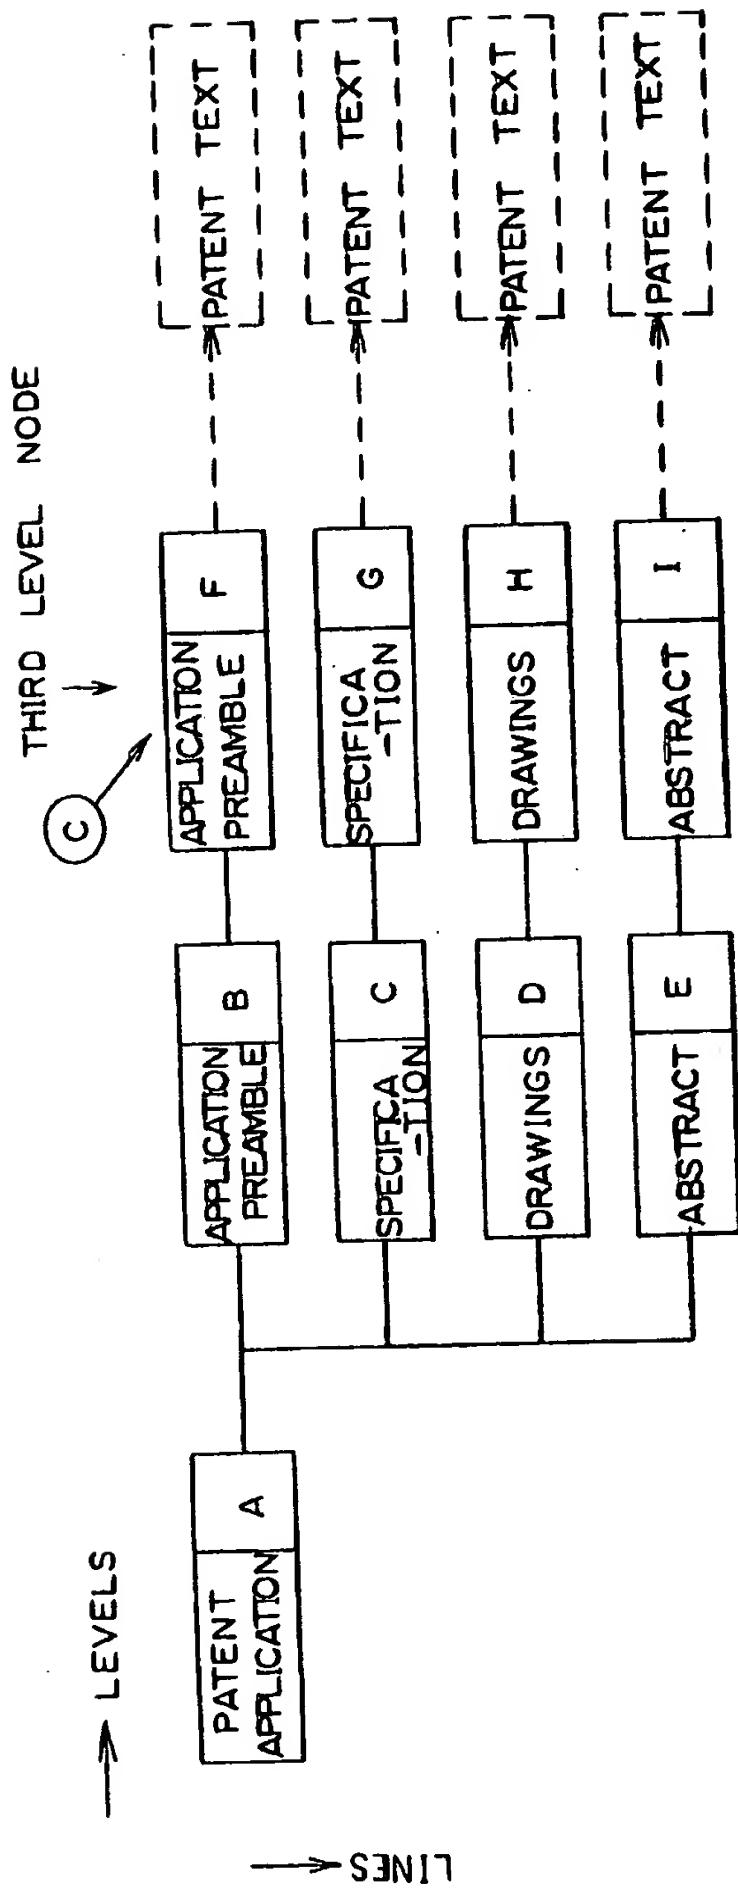 THIRD LEVEL NODE
C
LEVELS
LINES
PATENT
APPLICATION
A
APPLICATION
PREAMBLE
B
APPLICATION
PREAMBLE
F
PATENT TEXT
SPECIFICA
-TION
C
SPECIFICA
-TION
G
PATENT TEXT
DRAWINGS
D
DRAWINGS
H
PATENT TEXT
ABSTRACT
E
ABSTRACT
I
PATENT TEXT